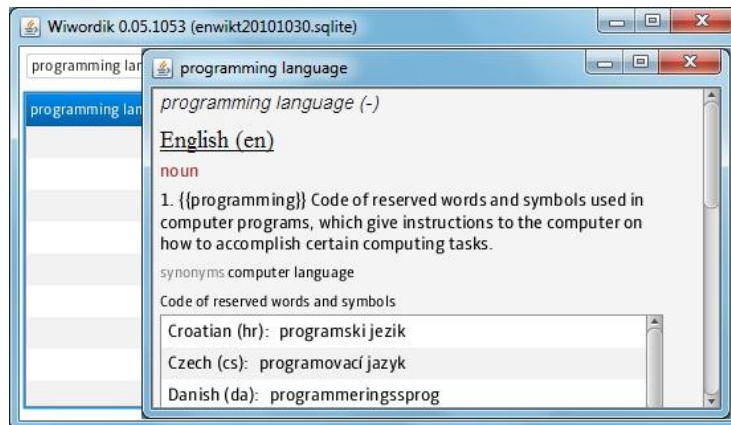 Wiwordik 0.05.1053 (enwikt20101030.sqlite)
programming lan
programming lan
programming language
programming language (-)
English (en)
noun
1. {{programming}} Code of reserved words and symbols used in
computer programs, which give instructions to the computer on
how to accomplish certain computing tasks.
synonyms computer language
Code of reserved words and symbols
Croatian (hr): programski jezik
Czech (cs): programovací jazyk
Danish (da): programmeringssprog